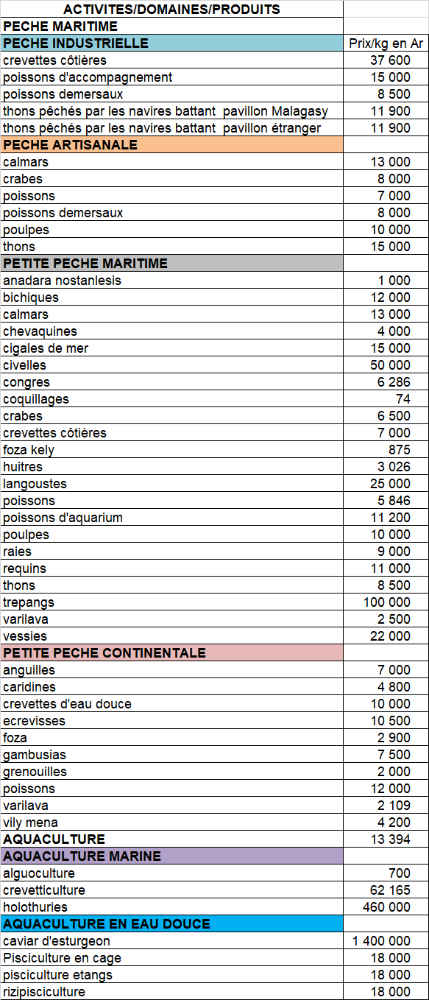 ACTIVITES/DOMAINES/PRODUITS
PECHE MARITIME
PECHE INDUSTRIELLE Prix/kg en Ar
crevettes côtières 37 600
poissons d'accompagnement 15 000
poissons demersaux 8 500
thons pêchés par les navires battant  pavillon Malagasy 11 900
thons pêchés par les navires battant  pavillon étranger 11 900
PECHE ARTISANALE
calmars 13 000
crabes 8 000
poissons 7 000
poissons demersaux 8 000
poulpes 10 000
thons 15 000
PETITE PECHE MARITIME
anadara nostanlesis 1 000
bichiques 12 000
calmars 13 000
chevaquines 4 000
cigales de mer 15 000
civelles 50 000
congres 6 286
coquillages 74
crabes 6 500
crevettes côtières 7 000
foza kely 875
huitres 3 026
langoustes 25 000
poissons 5 846
poissons d'aquarium 11 200
poulpes 10 000
raies 9 000
requins 11 000
thons 8 500
trepangs 100 000
varilava 2 500
vessies 22 000
PETITE PECHE CONTINENTALE
anguilles 7 000
caridines 4 800
crevettes d'eau douce 10 000
ecrevisses 10 500
foza 2 900
gambusias 7 500
grenouilles 2 000
poissons 12 000
varilava 2 109
vily mena 4 200
AQUACULTURE 13 394
AQUACULTURE MARINE
alguoculture 700
crevetticulture 62 165
holothuries 460 000
AQUACULTURE EN EAU DOUCE
caviar d'esturgeon 1 400 000
Pisciculture en cage 18 000
pisciculture etangs 18 000
rizipisciculture 18 000